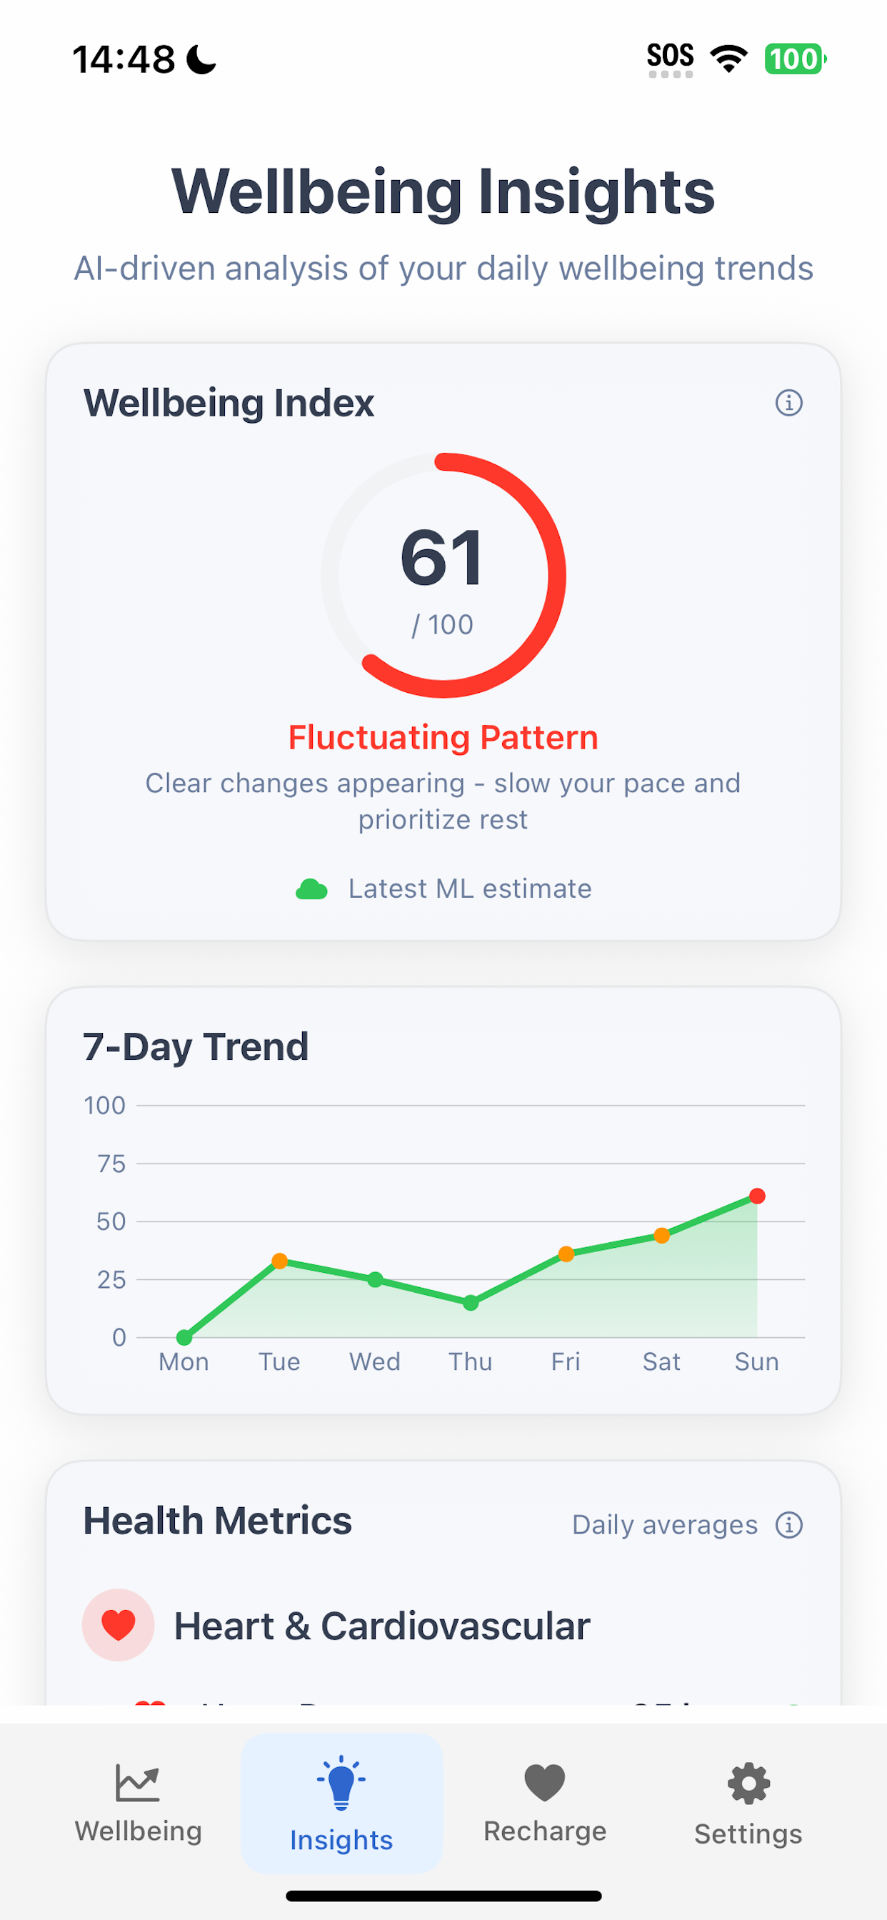 14:48
SOS
100
Wellbeing Insights
AI-driven analysis of your daily wellbeing trends
Wellbeing Index
61
/ 100
Fluctuating Pattern
Clear changes appearing - slow your pace and
prioritize rest
Latest ML estimate
7-Day Trend
100
75
50
25
0
Mon Tue Wed Thu Fri Sat Sun
Health Metrics
Daily averages
Heart & Cardiovascular
Wellbeing
Insights
Recharge
Settings